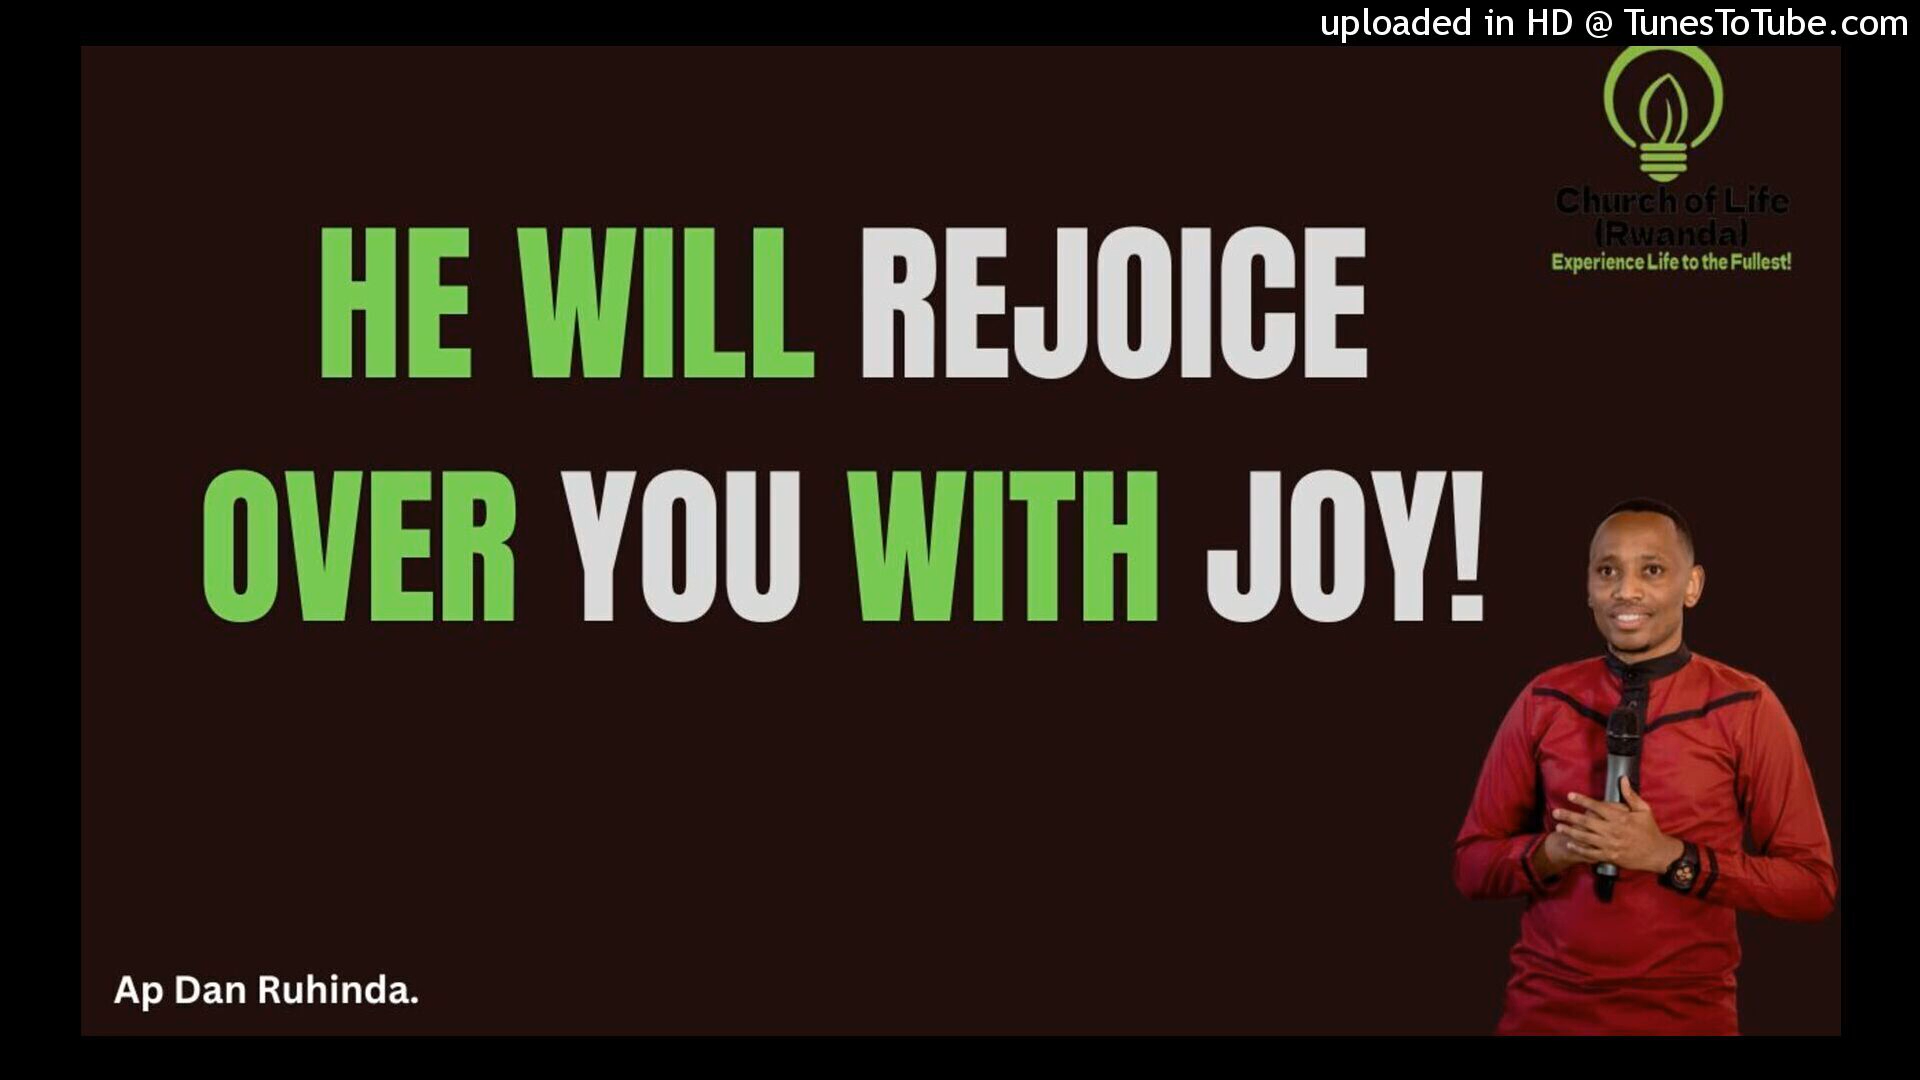 uploaded in HD @ TunesToTube.com
Church of Life
(Rwanda)
Experience Life to the Fullest!
HE WILL REJOICE
OVER YOU WITH JOY!
Ap Dan Ruhinda.